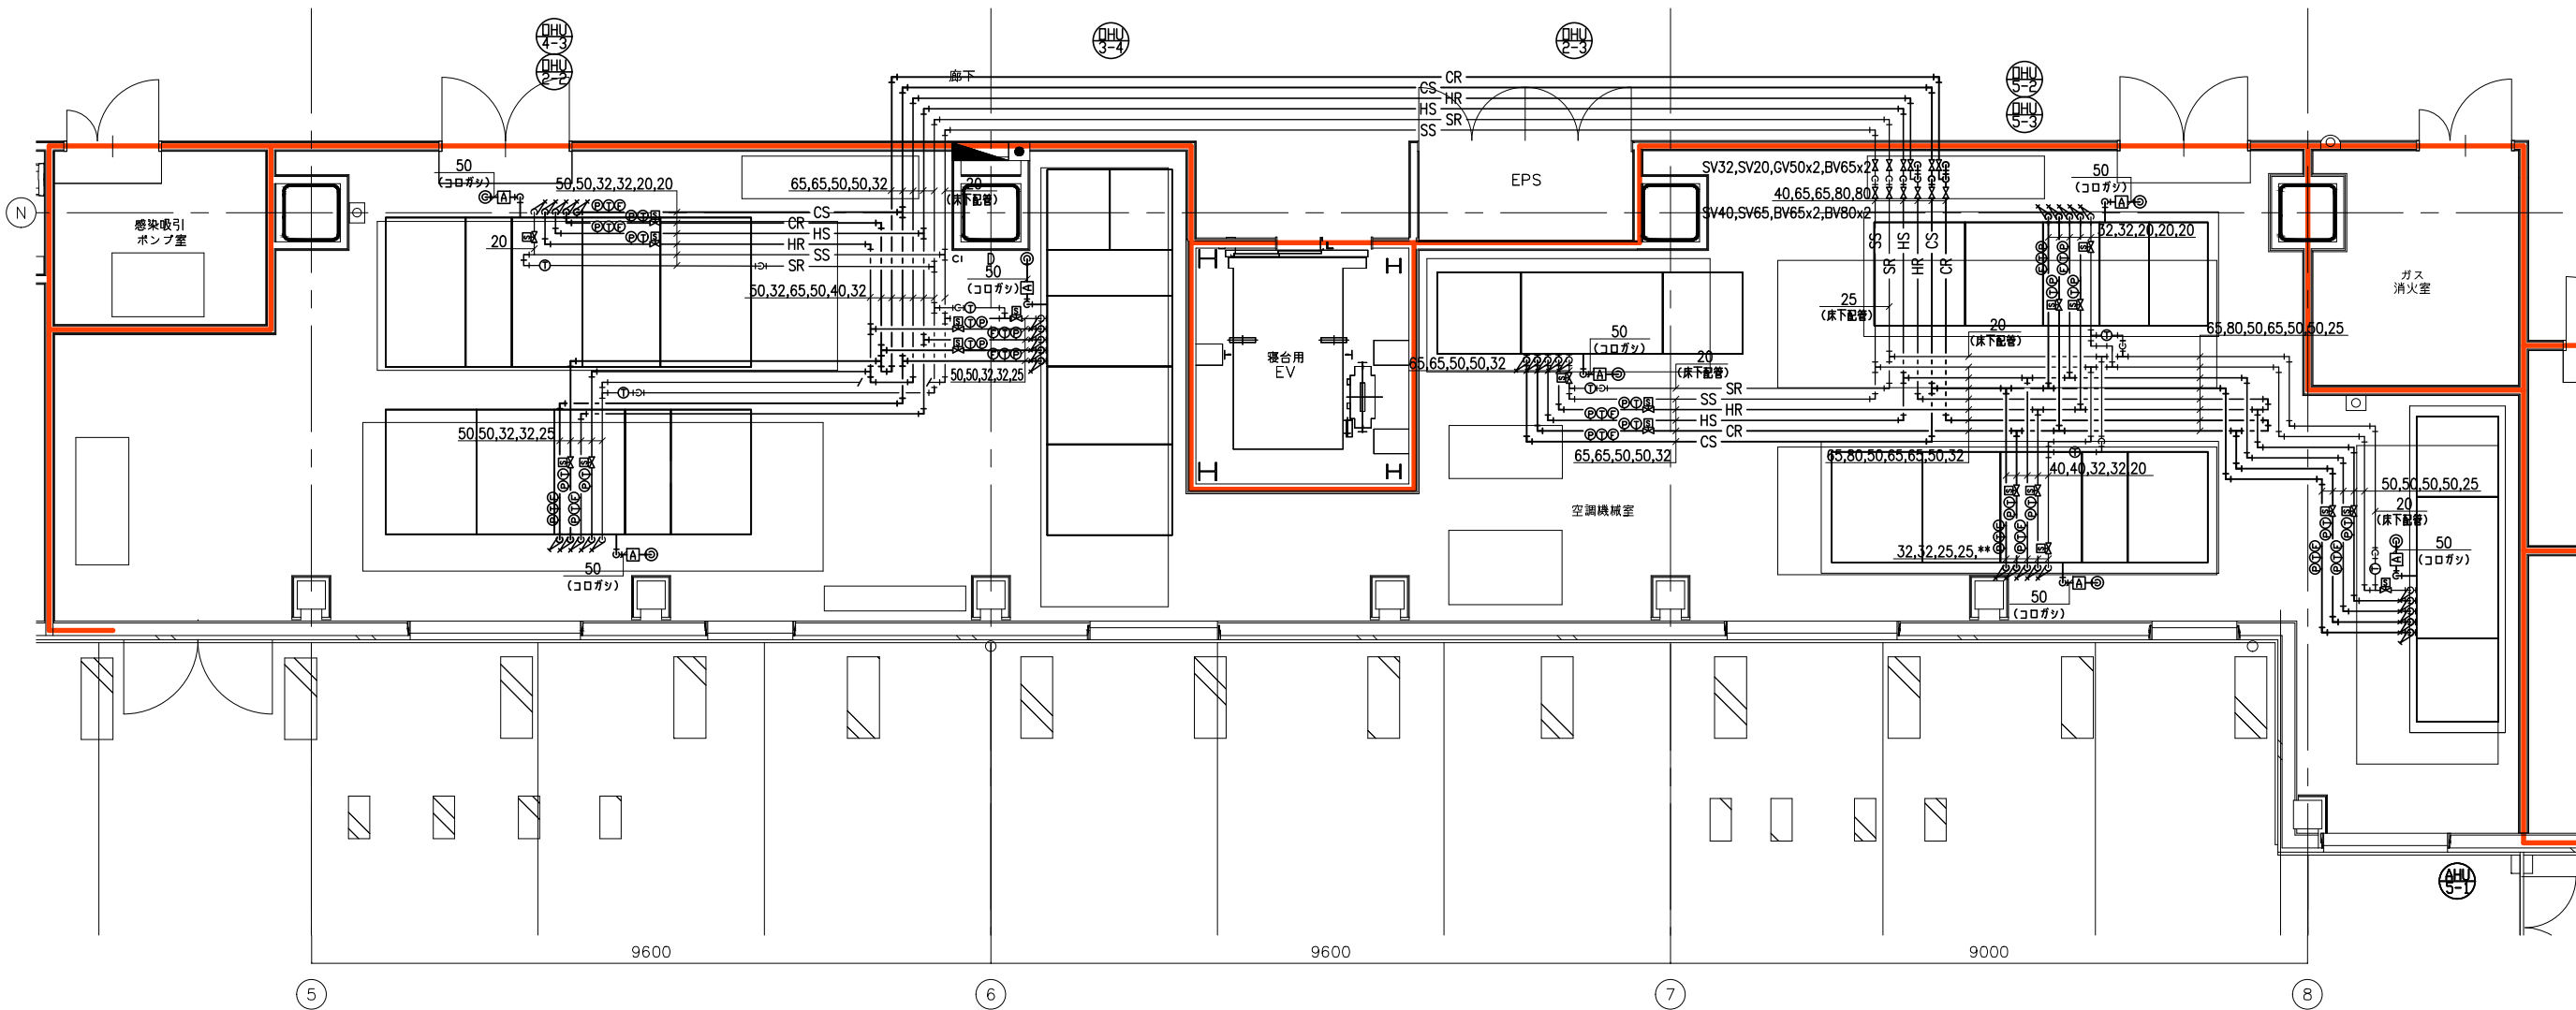 OHU
4-3
OHU
2-2
OHU
3-4
OHU
2-3
OHU
5-2
OHU
5-3
廊下
CR
CS
HR
HS
SR
SS
N
感染吸引
ポンプ室
50
(コロガシ)
50,50,32,32,20,20
65,65,50,50,32
20
(床下配管)
CS
CR
HS
HR
SS
SR
20
50,32,65,50,40,32
50
(コロガシ)
50,50,32,32,25
50,50,32,32,25
50
(コロガシ)
EPS
寝台用
EV
SV32,SV20,GV50x2,BV65x2
40,65,65,80,80
SV40,SV65,BV65x2,BV80x2
SS
SR
HS
HR
CS
CR
50
(コロガシ)
32,32,20,20,20
ガス
消火室
25
(床下配管)
20
(床下配管)
65,80,50,65,50,50,25
65,65,50,50,32
50
(コロガシ)
20
(床下配管)
SR
SS
HR
HS
CR
CS
65,65,50,50,32
65,80,50,65,65,50,32
40,40,32,32,20
空調機械室
32,32,25,25,**
50
(コロガシ)
50,50,50,50,25
20
(床下配管)
50
(コロガシ)
AHU
5-1
9600
9600
9000
5
6
7
8